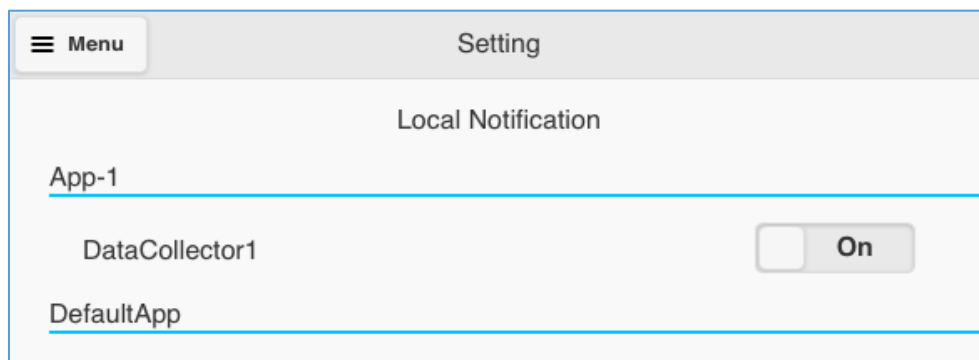 Menu
Setting
Local Notification
App-1
DataCollector1
On
DefaultApp